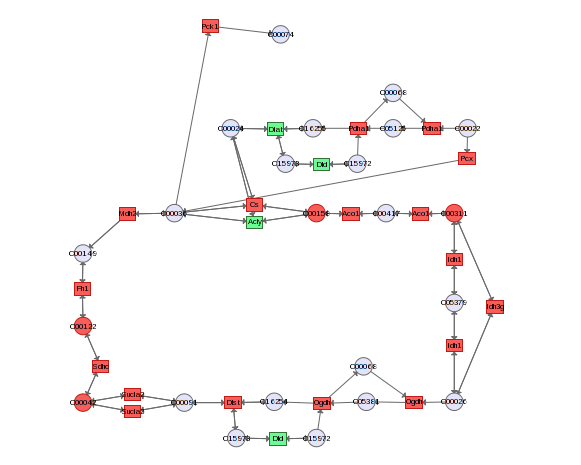 Pck1
C00074
C00068
C00024
Dlat
C16255
Pdha1
C05125
Pdha1
C00022
C15973
Dld
C15972
Pcx
Cs
Mdh2
C00036
Acly
C00158
Aco1
C00417
Aco1
C00311
C00149
Idh1
Fh1
C05379
Idh3g
C00122
Idh1
Sdhc
C00068
C00042
C00091
Dlst
C16254
Ogdh
C05381
Ogdh
C00026
C15973
Dld
C15972